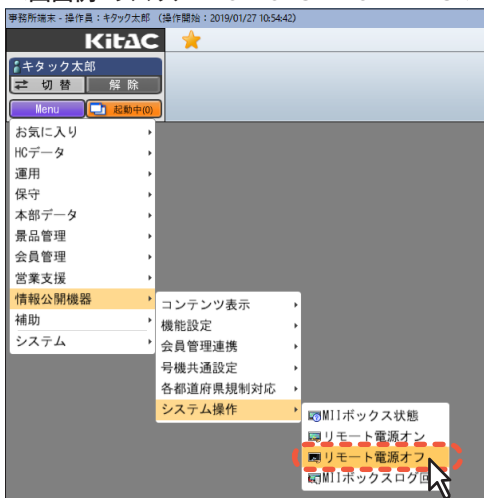 事務所端末 - 操作員：キタック太郎 (操作開始：2019/01/27 10:54:42)
KiTAC
キタック太郎
切 替
解 除
Menu
起動中(0)
お気に入り
HCデータ
運用
保守
本部データ
景品管理
会員管理
営業支援
情報公開機器
補助
システム
コンテンツ表示
機能設定
会員管理連携
号機共通設定
各都道府県規制対応
システム操作
MIIボックス状態
リモート電源オン
リモート電源オフ
MIIボックスログ回